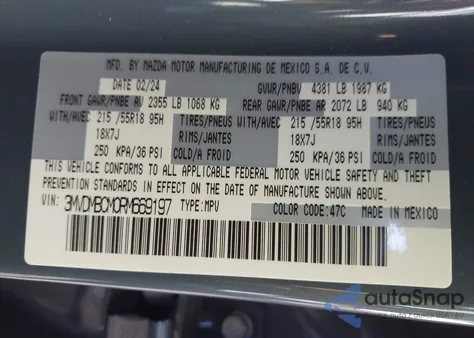 MFD. BY MAZDA MOTOR MANUFACTURING DE MEXICO S.A. DE C.V.
DATE 02/24 GVWR/PNBV 4381 LB 1987 KG
FRONT GAWR/PNBE AV 2355 LB 1068 KG REAR GAWR/PNBE AR 2072 LB 940 KG
WITH/AVEC 215 /55R18 95H TIRES/PNEUS WITH/AVEC 215 /55R18 95H TIRES/PNEUS
18X7J RIMS/JANTES 18X7J RIMS/JANTES
250 KPA/36 PSI COLD/A FROID 250 KPA/36 PSI COLD/A FROID
THIS VEHICLE CONFORMS TO ALL APPLICABLE FEDERAL MOTOR VEHICLE SAFETY AND THEFT
PREVENTION STANDARDS IN EFFECT ON THE DATE OF MANUFACTURE SHOWN ABOVE.
VIN: 3MVDMBCM0RM669197 TYPE:MPV COLOR CODE:47C MADE IN MEXICO
autoSnap